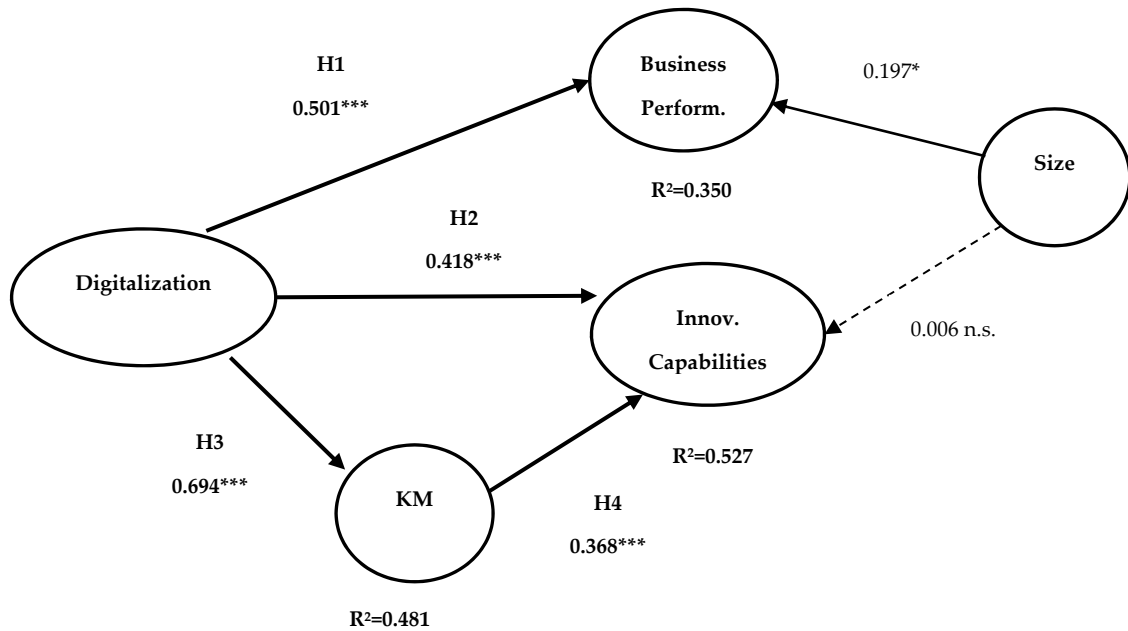 H1
0.501***
Business
Perform.
0.197*
Size
R²=0.350
H2
0.418***
Digitalization
Innov.
Capabilities
0.006 n.s.
H3
0.694***
KM
R²=0.527
H4
0.368***
R²=0.481